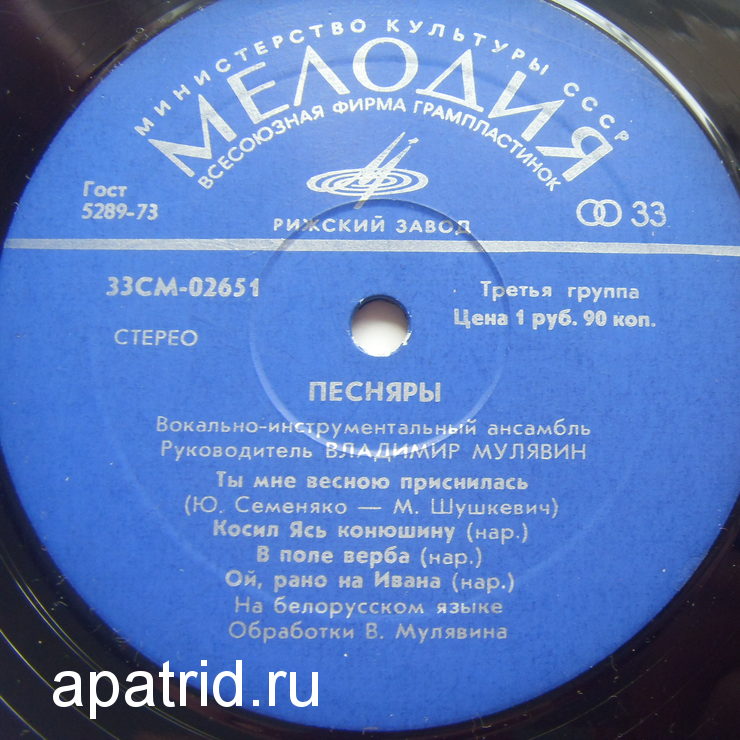 МИНИСТЕРСТВО КУЛЬТУРЫ СССР
МЕЛОДИЯ
ВСЕСОЮЗНАЯ ФИРМА ГРАМПЛАСТИНОК
Гост
5289-73
33
РИЖСКИЙ ЗАВОД
33СМ-02651
Третья группа
Цена 1 руб. 90 коп.
СТЕРЕО
ПЕСНЯРЫ
Вокально-инструментальный ансамбль
Руководитель ВЛАДИМИР МУЛЯВИН
Ты мне весною приснилась
(Ю. Семеняко — М. Шушкевич)
Косил Ясь конюшину (нар.)
В поле верба (нар.)
Ой, рано на Ивана (нар.)
На белорусском языке
Обработки В. Мулявина
apatrid.ru